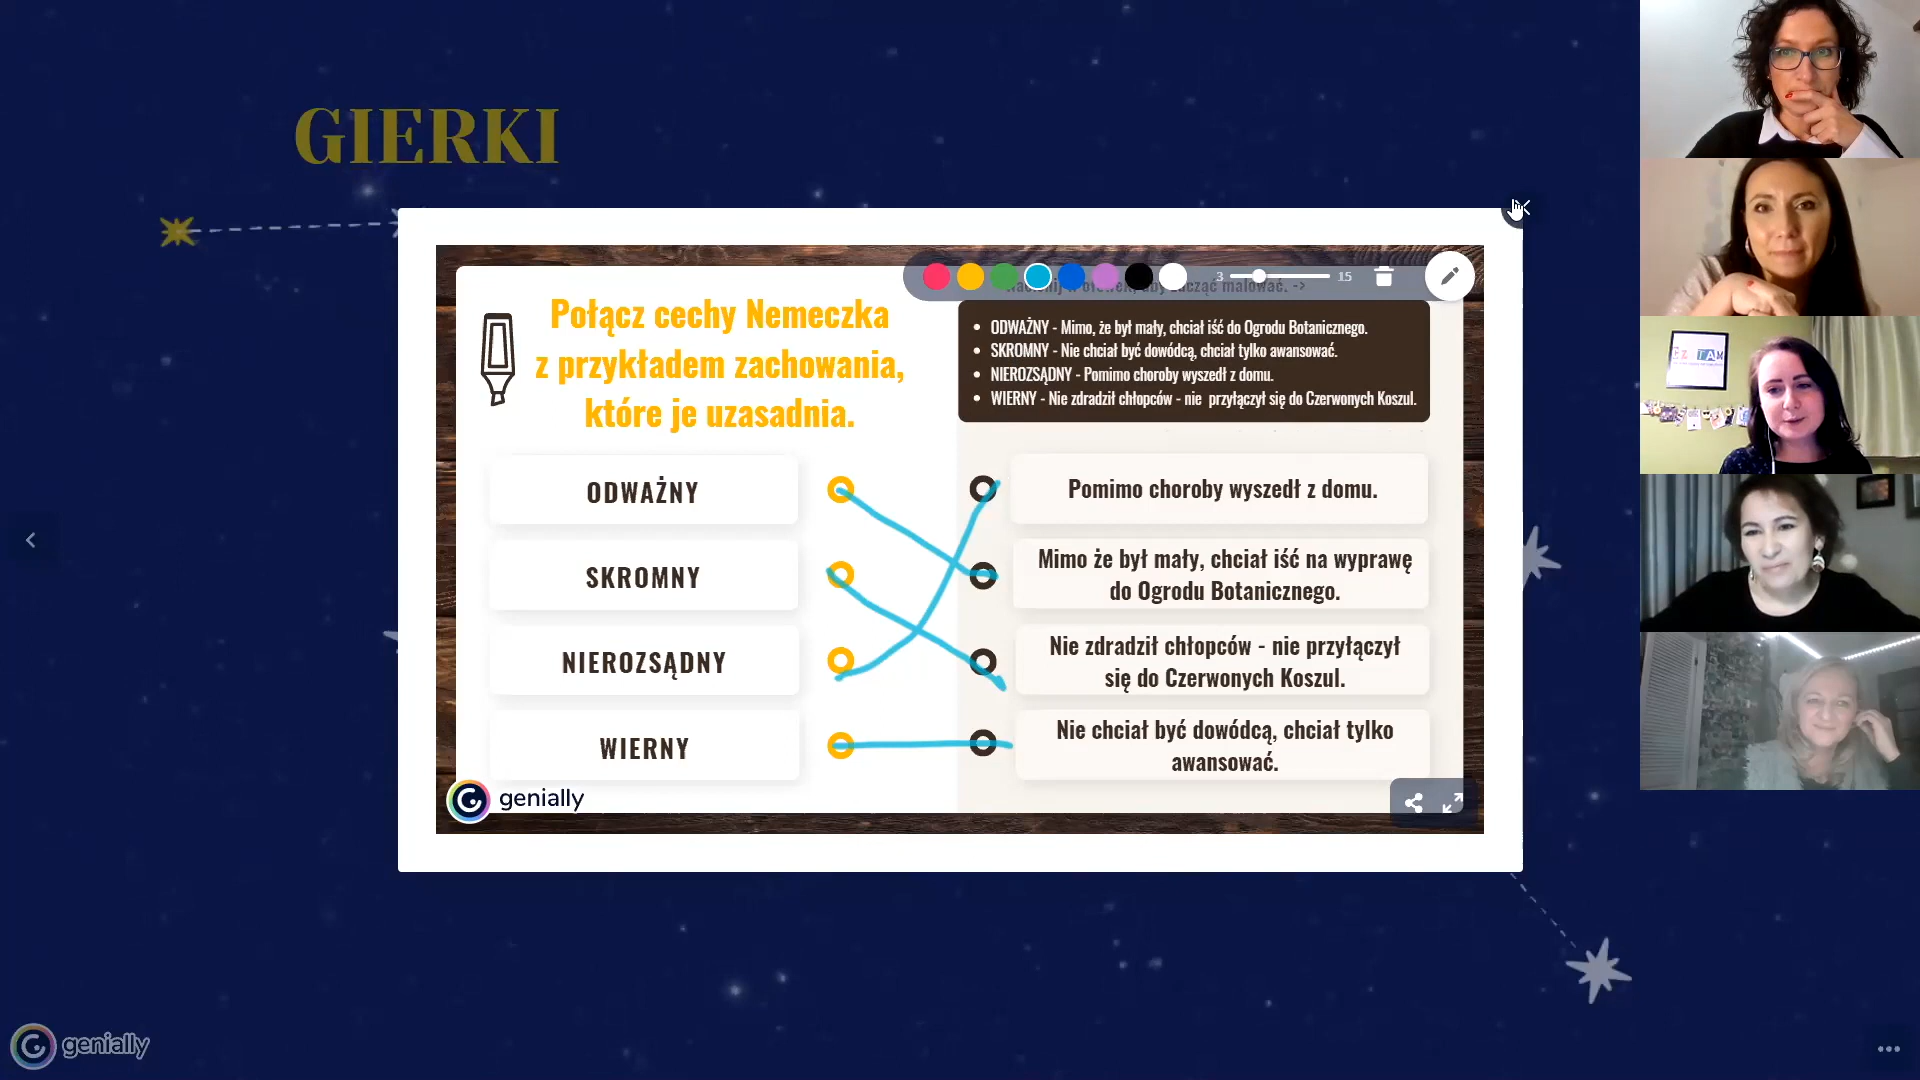 GIERKI
Połącz cechy Nemeczka
z przykładem zachowania,
które je uzasadnia.
3
15
aby zacząć malować. ->
ODWAŻNY - Mimo, że był mały, chciał iść do Ogrodu Botanicznego.
SKROMNY - Nie chciał być dowódcą, chciał tylko awansować.
NIEROZSĄDNY - Pomimo choroby wyszedł z domu.
WIERNY - Nie zdradził chłopców - nie przyłączył się do Czerwonych Koszul.
ODWAŻNY
SKROMNY
NIEROZSĄDNY
WIERNY
Pomimo choroby wyszedł z domu.
Mimo że był mały, chciał iść na wyprawę
do Ogrodu Botanicznego.
Nie zdradził chłopców - nie przyłączył
się do Czerwonych Koszul.
Nie chciał być dowódcą, chciał tylko
awansować.
genially
genially